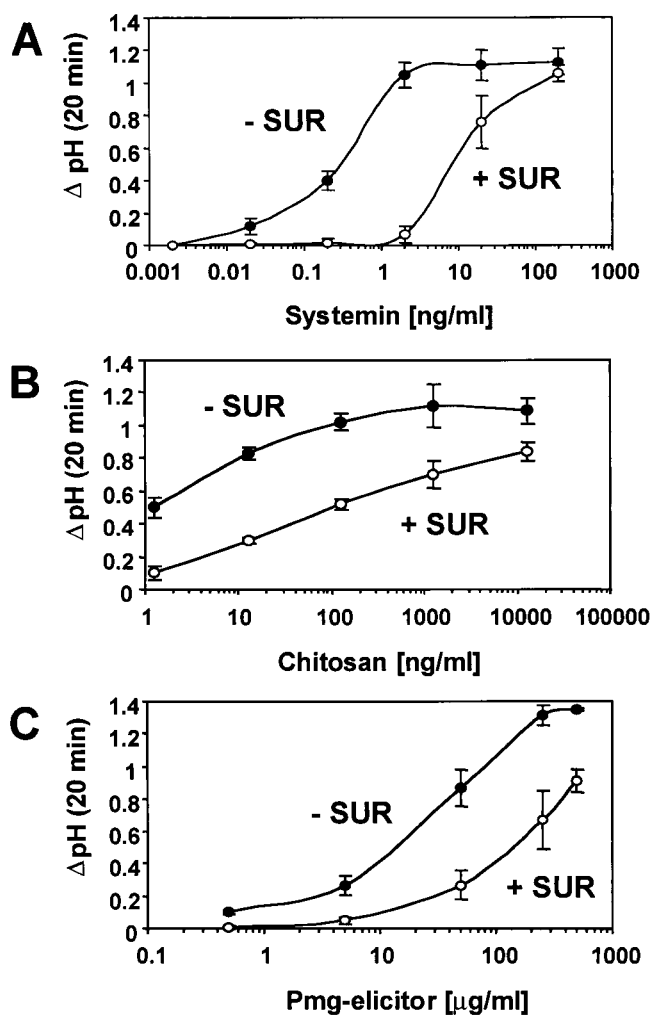 A
Δ pH (20 min)
1.4
1.2
1
0.8
0.6
0.4
0.2
0
- SUR
+ SUR
0.001 0.01 0.1 1 10 100 1000
Systemin [ng/ml]
B
ΔpH (20 min)
1.4
1.2
1
0.8
0.6
0.4
0.2
0
- SUR
+ SUR
1 10 100 1000 10000 100000
Chitosan [ng/ml]
C
ΔpH (20 min)
1.4
1.2
1
0.8
0.6
0.4
0.2
0
- SUR
+ SUR
0.1 1 10 100 1000
Pmg-elicitor [μg/ml]